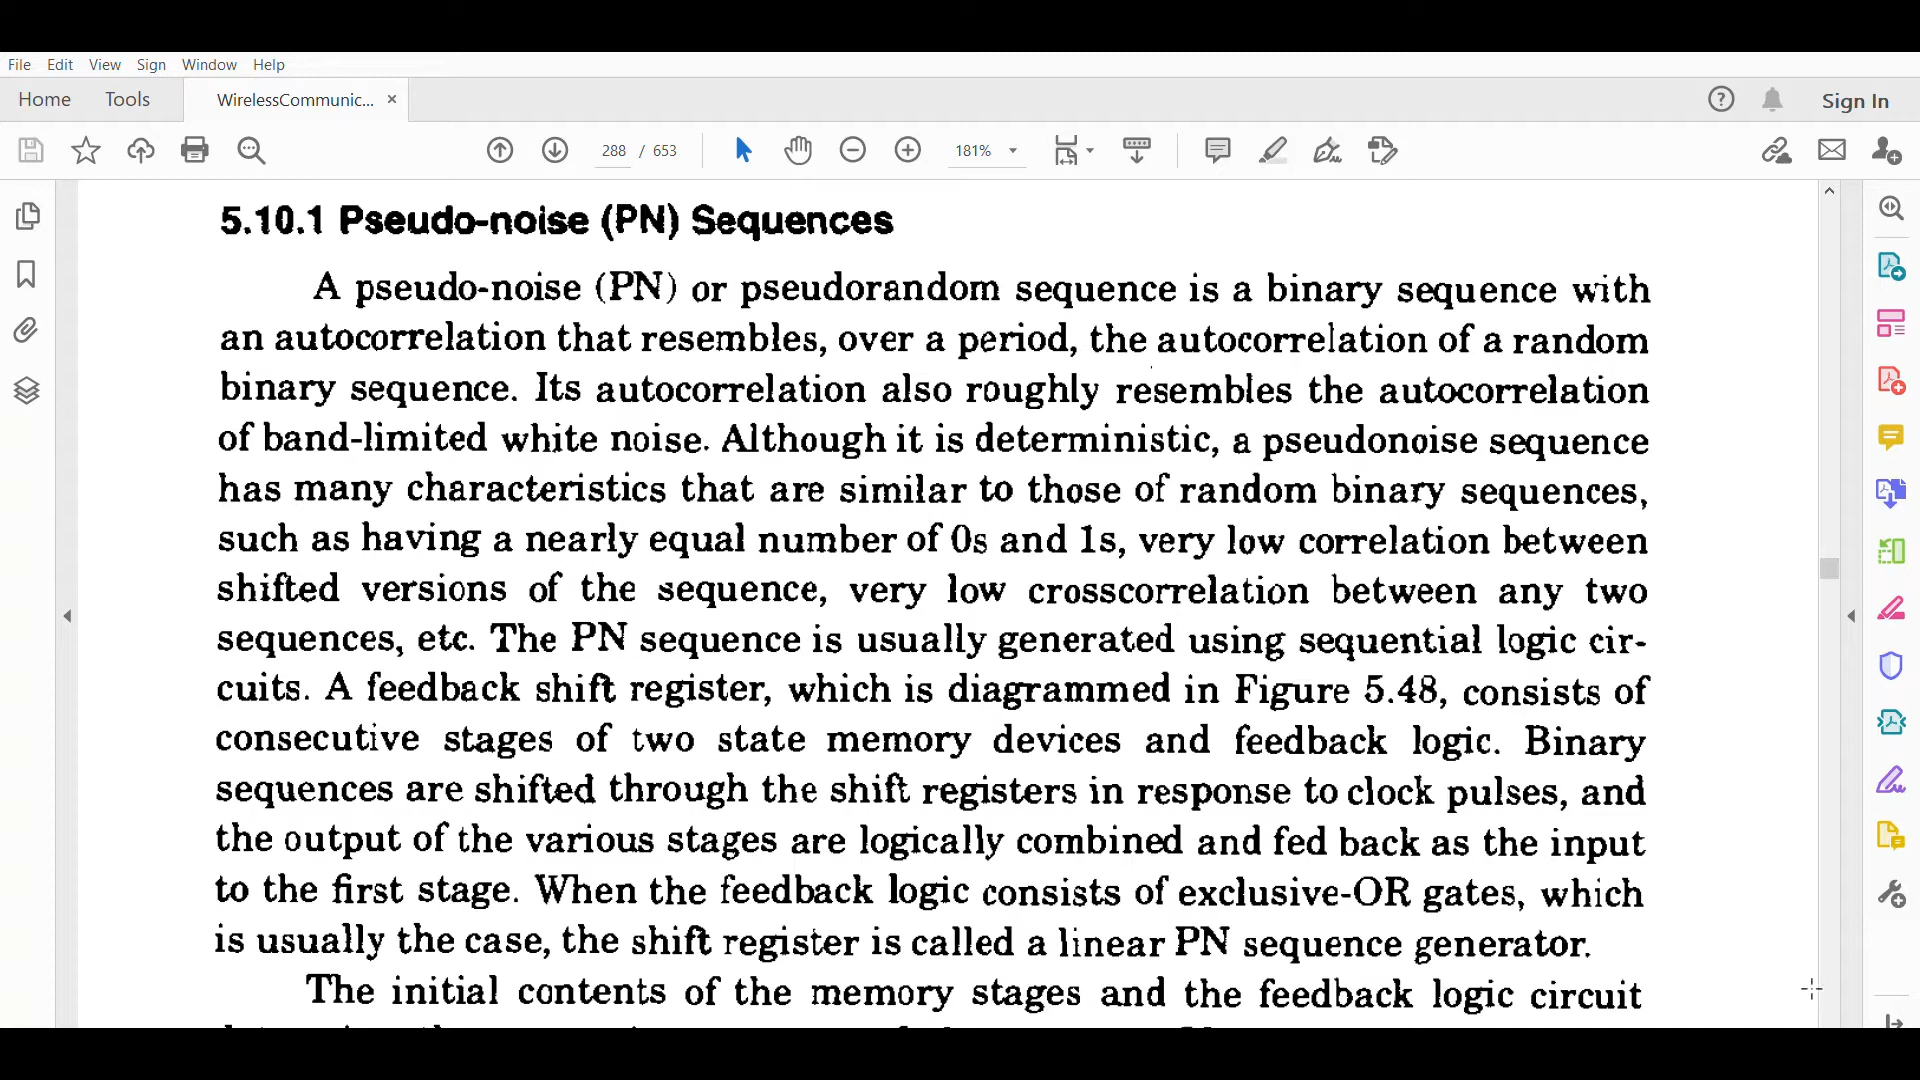 File Edit View Sign Window Help
Home Tools WirelessCommunic... × Sign In
288 / 653 181%
5.10.1 Pseudo-noise (PN) Sequences
A pseudo-noise (PN) or pseudorandom sequence is a binary sequence with
an autocorrelation that resembles, over a period, the autocorrelation of a random
binary sequence. Its autocorrelation also roughly resembles the autocorrelation
of band-limited white noise. Although it is deterministic, a pseudonoise sequence
has many characteristics that are similar to those of random binary sequences,
such as having a nearly equal number of 0s and 1s, very low correlation between
shifted versions of the sequence, very low crosscorrelation between any two
sequences, etc. The PN sequence is usually generated using sequential logic cir-
cuits. A feedback shift register, which is diagrammed in Figure 5.48, consists of
consecutive stages of two state memory devices and feedback logic. Binary
sequences are shifted through the shift registers in response to clock pulses, and
the output of the various stages are logically combined and fed back as the input
to the first stage. When the feedback logic consists of exclusive-OR gates, which
is usually the case, the shift register is called a linear PN sequence generator.
The initial contents of the memory stages and the feedback logic circuit